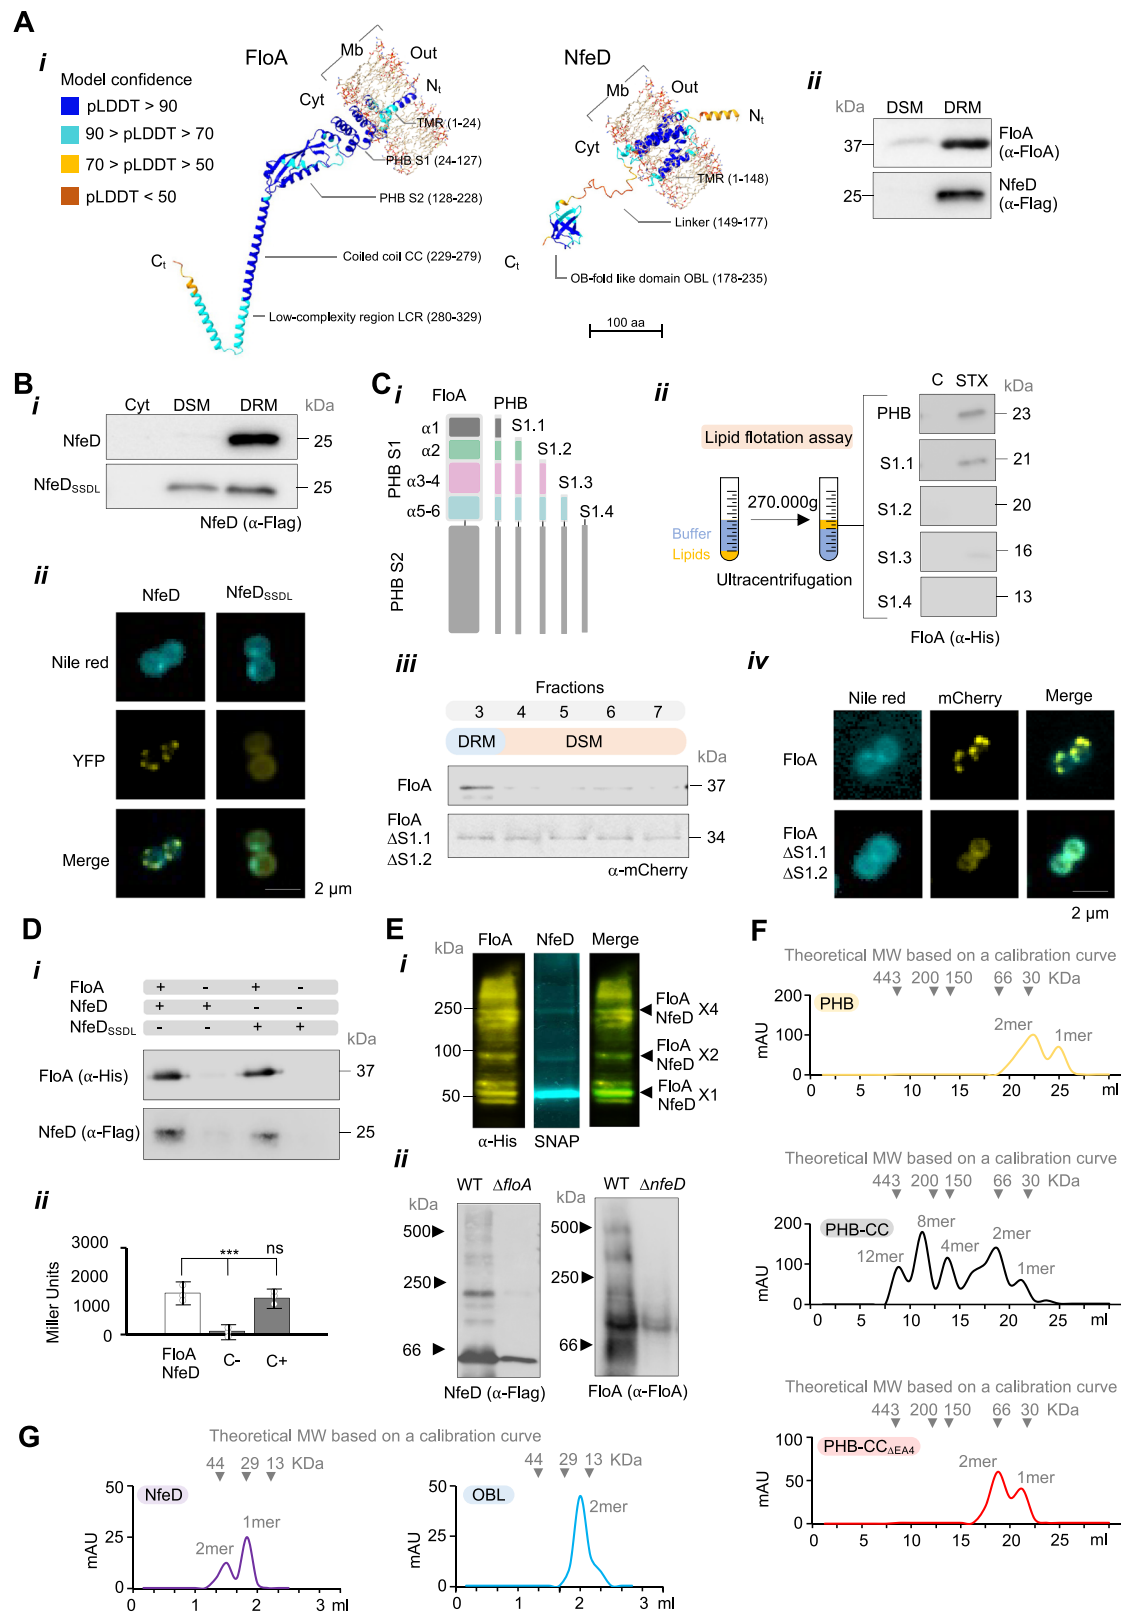 A
i
Model confidence
pLDDT > 90
90 > pLDDT > 70
70 > pLDDT > 50
pLDDT < 50
FloA
Mb
Out
Cyt
Nt
TMR (1-24)
PHB S1 (24-127)
PHB S2 (128-228)
Coiled coil CC (229-279)
Ct
Low-complexity region LCR (280-329)
NfeD
Mb
Out
Nt
Cyt
TMR (1-148)
Linker (149-177)
Ct
OB-fold like domain OBL (178-235)
100 aa
ii
kDa
DSM
DRM
37
FloA
(α-FloA)
25
NfeD
(α-Flag)
B
i
Cyt
DSM
DRM
kDa
NfeD
25
NfeDSSDL
25
NfeD (α-Flag)
ii
NfeD
NfeDSSDL
Nile red
YFP
Merge
2 µm
C
i
FloA
PHB
α1
S1.1
α2
S1.2
α3-4
S1.3
α5-6
S1.4
PHB S1
PHB S2
ii
Lipid flotation assay
270.000g
Buffer
Lipids
Ultracentrifugation
C
STX
kDa
PHB
23
S1.1
21
S1.2
20
S1.3
16
S1.4
13
FloA (α-His)
iii
Fractions
3 4 5 6 7
DRM
DSM
kDa
FloA
37
FloA
ΔS1.1
ΔS1.2
34
α-mCherry
iv
Nile red
mCherry
Merge
FloA
FloA
ΔS1.1
ΔS1.2
2 µm
D
i
FloA + - + -
NfeD + + - -
NfeDSSDL - - + +
kDa
FloA (α-His)
37
NfeD (α-Flag)
25
ii
3000
2000
1000
0
Miller Units
***
ns
FloA
NfeD
C-
C+
E
i
kDa
FloA
NfeD
Merge
250
100
50
FloA
NfeD X4
FloA
NfeD X2
FloA
NfeD X1
α-His
SNAP
ii
WT ΔfloA
kDa
500
250
66
NfeD (α-Flag)
WT ΔnfeD
kDa
500
250
66
FloA (α-FloA)
F
Theoretical MW based on a calibration curve
443 200 150 66 30 KDa
PHB
200
100
0
mAU
2mer
1mer
0 5 10 15 20 25 ml
Theoretical MW based on a calibration curve
443 200 150 66 30 KDa
PHB-CC
200
100
0
mAU
12mer
8mer
4mer
2mer
1mer
0 5 10 15 20 25 ml
Theoretical MW based on a calibration curve
443 200 150 66 30 KDa
PHB-CCΔEA4
100
50
0
mAU
2mer
1mer
0 5 10 15 20 25 ml
G
Theoretical MW based on a calibration curve
44 29 13 KDa
NfeD
50
25
0
mAU
2mer
1mer
0 1 2 3 ml
44 29 13 KDa
OBL
50
25
0
mAU
2mer
0 1 2 3 ml